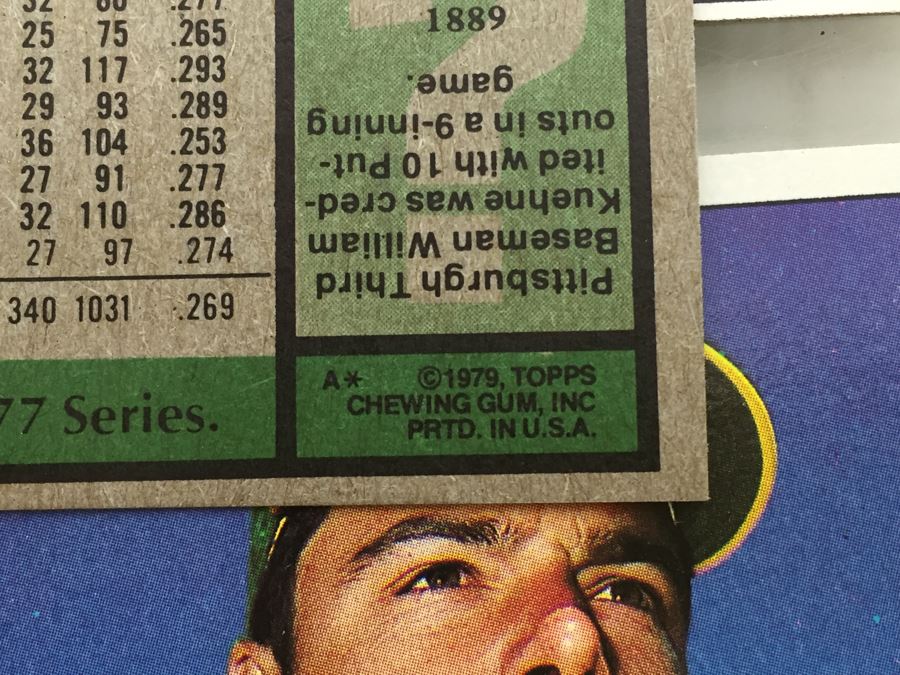 25 75 .265
32 117 .293
29 93 .289
36 104 .253
27 91 .277
32 110 .286
27 97 .274
340 1031 .269
77 Series.
1889
Pittsburgh Third
Baseman William
Kuehne was cred-
ited with 10 Put-
outs in a 9-inning
game.
A* ©1979, TOPPS
CHEWING GUM, INC
PRTD. IN U.S.A.